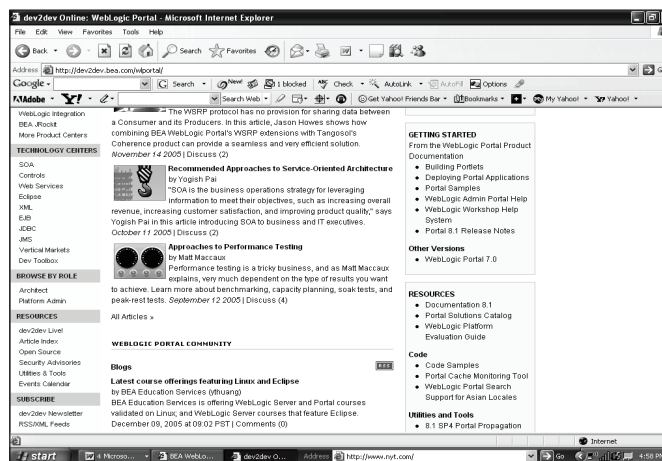 dev2dev Online: WebLogic Portal - Microsoft Internet Explorer
File Edit View Favorites Tools Help
Back Search Favorites
Address http://dev2dev.bea.com/wlportal/
Google Search New! 1 blocked Check AutoLink AutoFill Options
Adobe Y! Search Web Get Yahoo! Friends Bar Bookmarks My Yahoo! Yahoo!
WebLogic Integration
BEA JRockit
More Product Centers
TECHNOLOGY CENTERS
SOA
Controls
Web Services
Eclipse
XML
EJB
JDBC
JMS
Vertical Markets
Dev Toolbox
BROWSE BY ROLE
Architect
Platform Admin
RESOURCES
dev2dev Live!
Article Index
Open Source
Security Advisories
Utilities & Tools
Events Calendar
SUBSCRIBE
dev2dev Newsletter
RSS/XML Feeds
The WSRP protocol has no provision for sharing data between
a Consumer and its Producers. In this article, Jason Howes shows how
combining BEA WebLogic Portal's WSRP extensions with Tangosol's
Coherence product can provide a seamless and very efficient solution.
November 14 2005 | Discuss (2)
Recommended Approaches to Service-Oriented Architecture
by Yogish Pai
"SOA is the business operations strategy for leveraging
information to meet their objectives, such as increasing overall
revenue, increasing customer satisfaction, and improving product quality," says
Yogish Pai in this article introducing SOA to business and IT executives.
October 11 2005 | Discuss (2)
Approaches to Performance Testing
by Matt Maccaux
Performance testing is a tricky business, and as Matt Maccaux
explains, very much dependent on the type of results you want
to achieve. Learn more about benchmarking, capacity planning, soak tests, and
peak-rest tests. September 12 2005 | Discuss (4)
All Articles »
WEBLOGIC PORTAL COMMUNITY
Blogs RSS
Latest course offerings featuring Linux and Eclipse
by BEA Education Services (ythuang)
BEA Education Services is offering WebLogic Server and Portal courses
validated on Linux; and WebLogic Server courses that feature Eclipse.
December 09, 2005 at 09:02 PST | Comments (0)
GETTING STARTED
From the WebLogic Portal Product
Documentation
• Building Portlets
• Deploying Portal Applications
• Portal Samples
• WebLogic Admin Portal Help
• WebLogic Workshop Help
System
• Portal 8.1 Release Notes
Other Versions
• WebLogic Portal 7.0
RESOURCES
• Documentation 8.1
• Portal Solutions Catalog
• WebLogic Platform
Evaluation Guide
Code
• Code Samples
• Portal Cache Monitoring Tool
• WebLogic Portal Search
Support for Asian Locales
Utilities and Tools
• 8.1 SP4 Portal Propagation
Internet
start 4 Microso... BEA WebLo... dev2dev O... Address http://www.nyt.com/ Go 4:58 PM